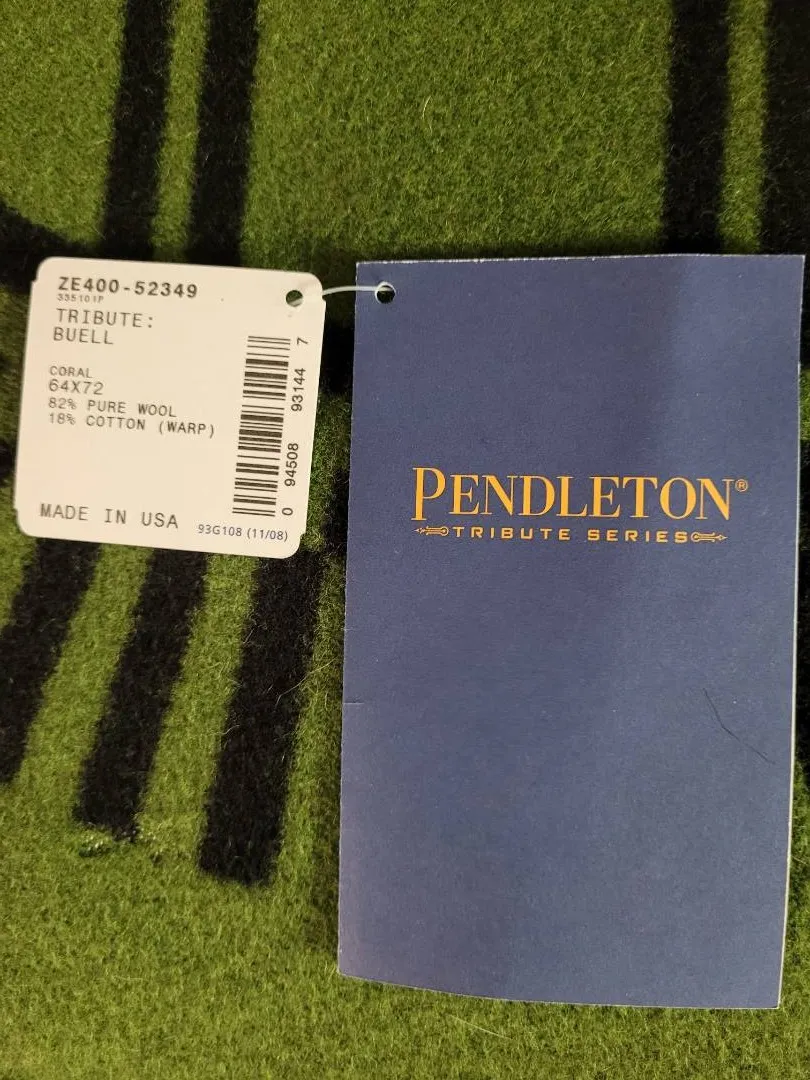 ZE400-52349
335101P
TRIBUTE:
BUELL
CORAL
64X72
82% PURE WOOL
18% COTTON (WARP)
MADE IN USA
93G108 (11/08)
0 94508 93144 7
PENDLETON®
TRIBUTE SERIES